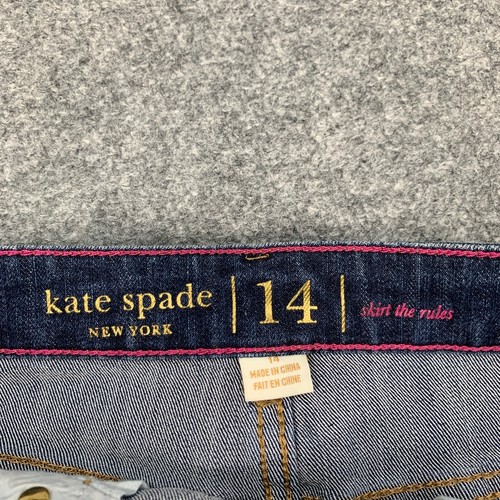 kate spade
NEW YORK
14
skirt the rules
14
MADE IN CHINA
FAIT EN CHINE